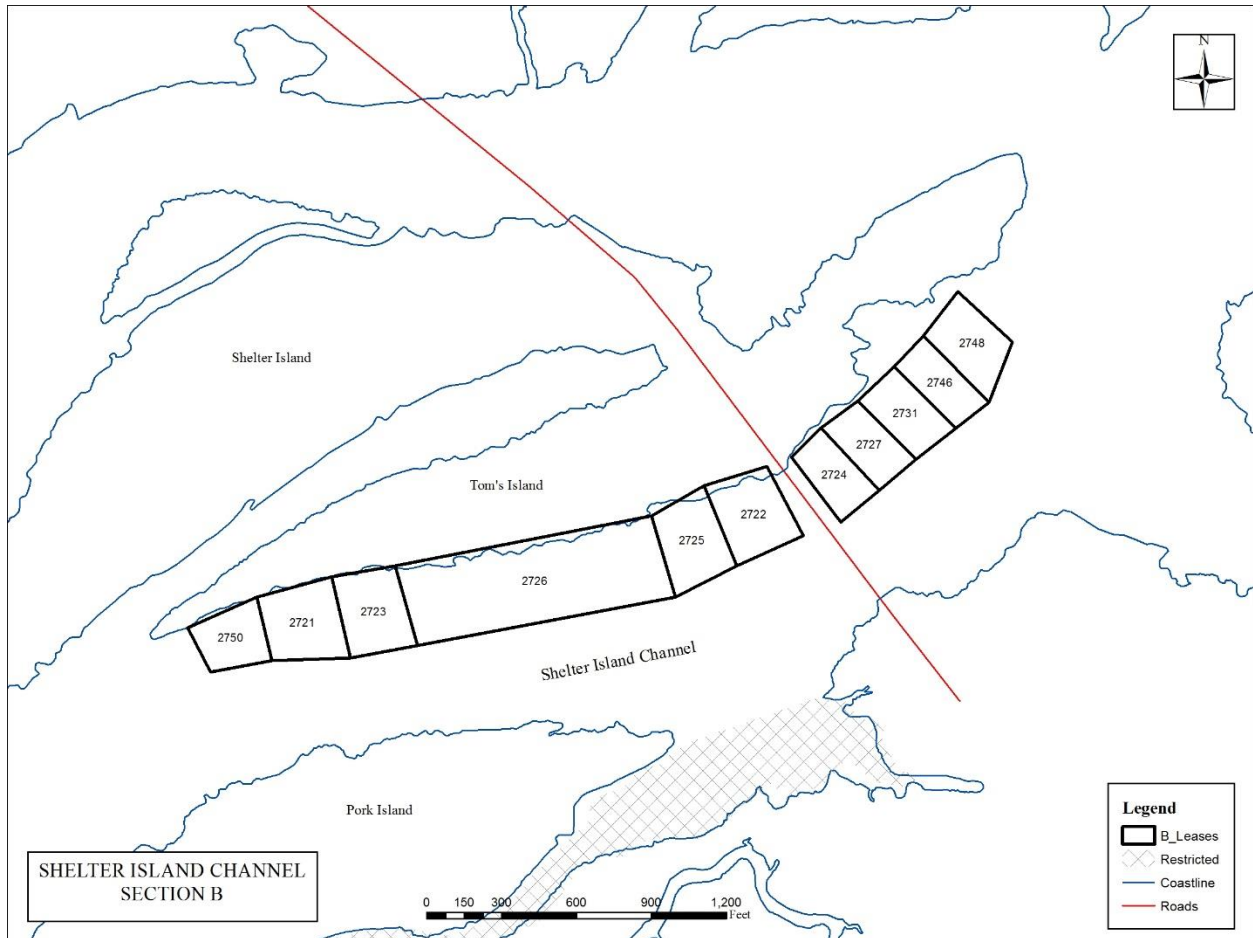 N
2748
Shelter Island
2746
2731
2727
2724
Tom's Island
2722
2725
2726
2723
2721
2750
Shelter Island Channel
Pork Island
SHELTER ISLAND CHANNEL
SECTION B
0 150 300 600 900 1,200
Feet
Legend
B_Leases
Restricted
Coastline
Roads